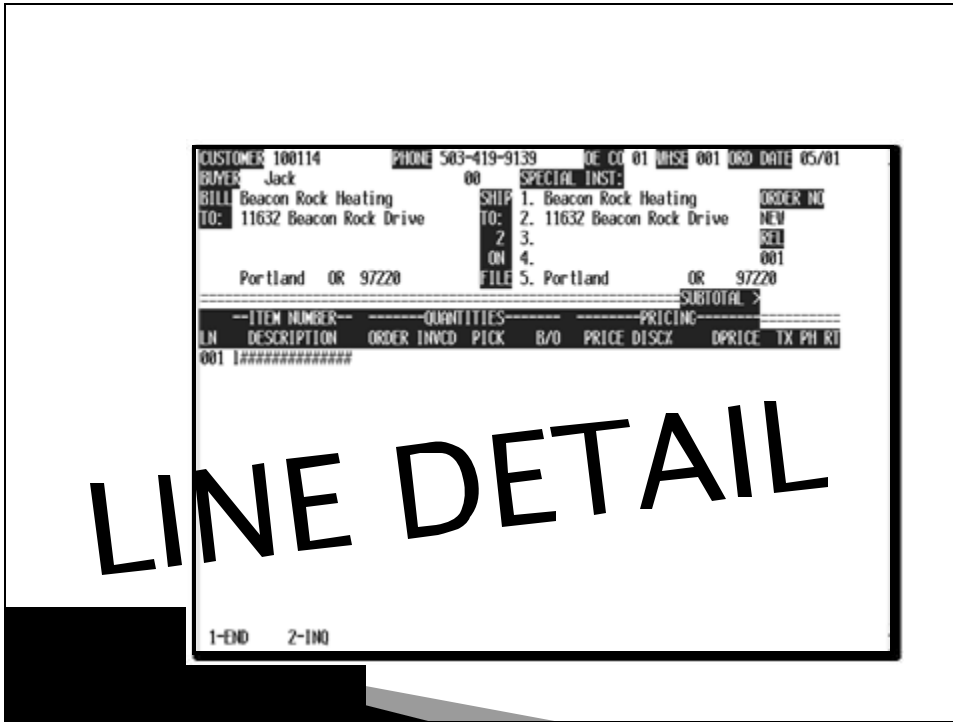 CUSTOMER 100114 PHONE 503-419-9139 OE CO 01 WHSE 001 ORD DATE 05/01
BUYER Jack 00 SPECIAL INST:
BILL Beacon Rock Heating SHIP 1. Beacon Rock Heating ORDER NO
TO: 11632 Beacon Rock Drive TO: 2. 11632 Beacon Rock Drive NEW
2 3. REL
ON 4. 001
Portland OR 97220 FILE 5. Portland OR 97220
SUBTOTAL >
--ITEM NUMBER-- -------QUANTITIES------- --------PRICING--------
LN DESCRIPTION ORDER INVCD PICK B/O PRICE DISC% DPRICE TX PH RT
001 1##############
LINE DETAIL
1-END 2-INQ